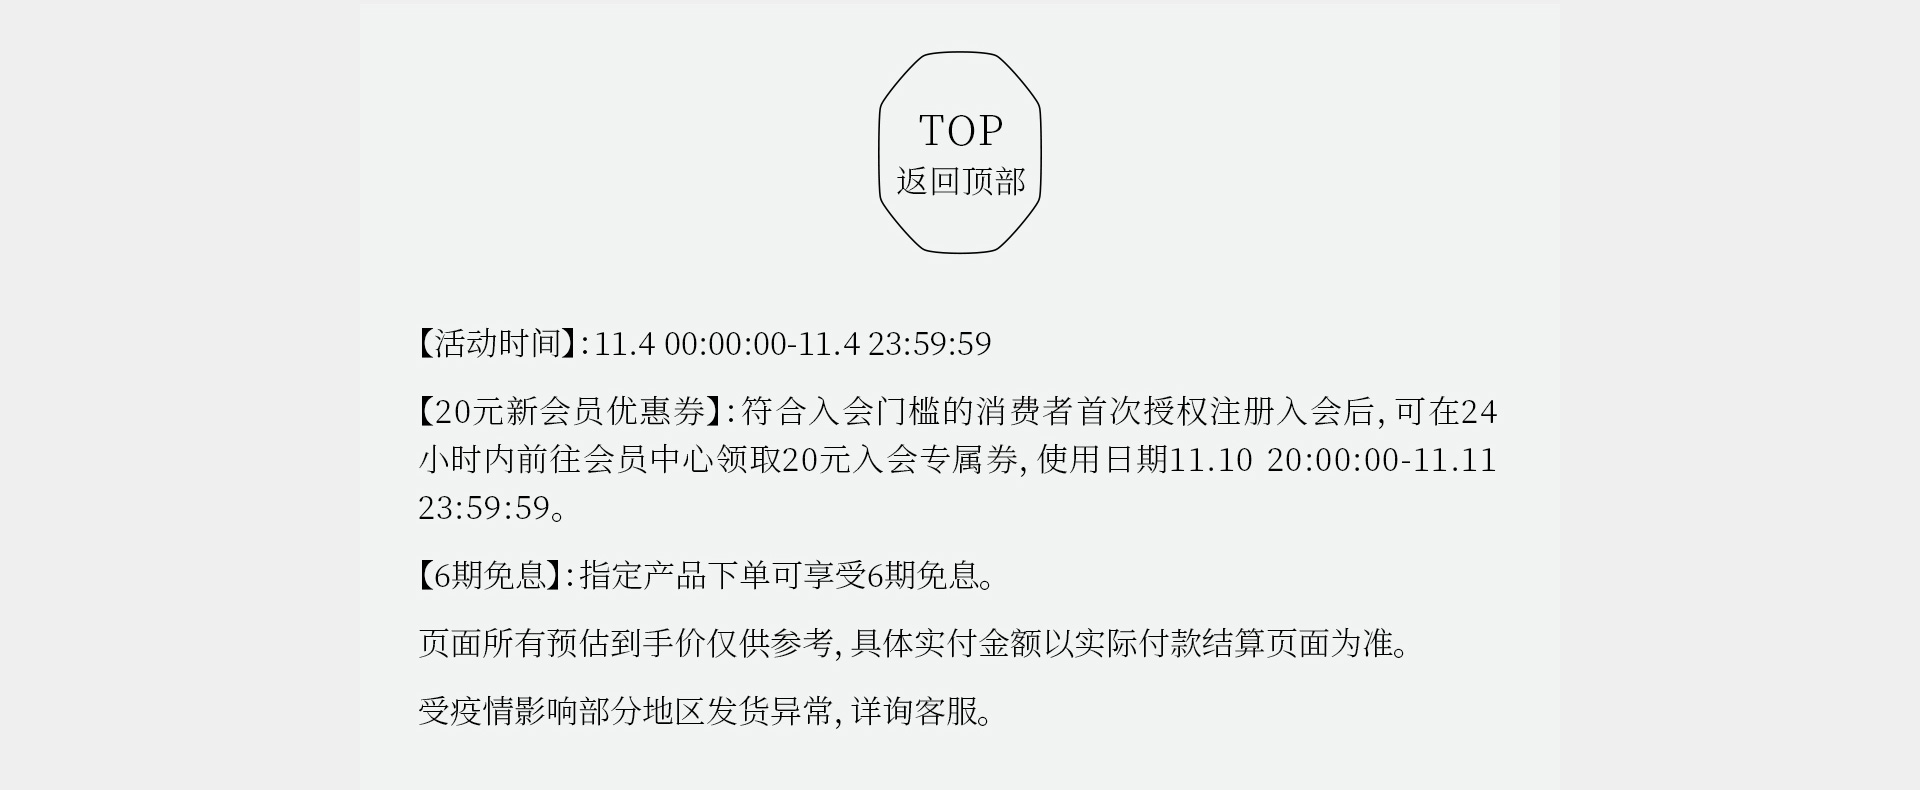 TOP
返回顶部
【活动时间】：11.4 00:00:00-11.4 23:59:59
【20元新会员优惠券】：符合入会门槛的消费者首次授权注册入会后，可在24
小时内前往会员中心领取20元入会专属券，使用日期11.10 20:00:00-11.11
23:59:59。
【6期免息】：指定产品下单可享受6期免息。
页面所有预估到手价仅供参考，具体实付金额以实际付款结算页面为准。
受疫情影响部分地区发货异常，详询客服。